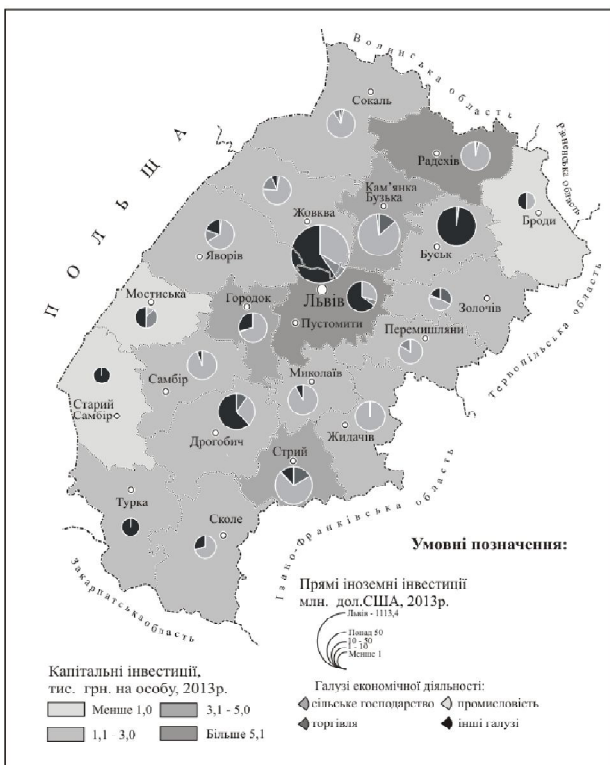 Волинська область
Рівненська область
ПОЛЬЩА
Сокаль
Радехів
Кам'янка
Бузька
Броди
Жовква
Буськ
Яворів
Львів
Мостиська
Городок
Пустомити
Золочів
Перемишляни
Тернопільська область
Самбір
Миколаїв
Старий
Самбір
Дрогобич
Жидачів
Стрий
Турка
Сколе
Івано-Франківська область
Закарпатська область
Умовні позначення:
Прямі іноземні інвестиції
млн. дол.США, 2013р.
Львів - 1113,4
Понад 50
10 - 50
1 - 10
Менше 1
Капітальні інвестиції,
тис. грн. на особу, 2013р.
Менше 1,0
3,1 - 5,0
1,1 - 3,0
Більше 5,1
Галузі економічної діяльності:
сільське господарство
промисловість
торгівля
інші галузі